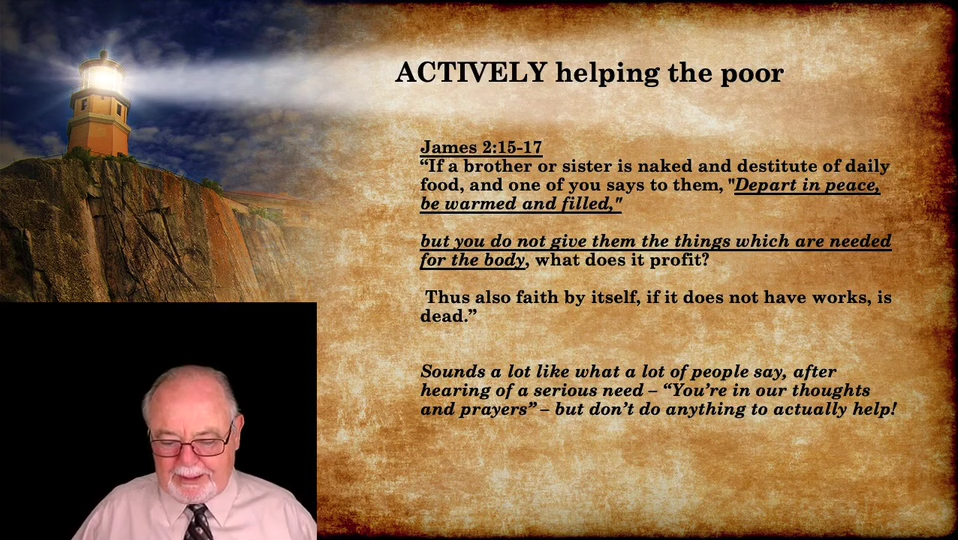 ACTIVELY helping the poor
James 2:15-17
“If a brother or sister is naked and destitute of daily
food, and one of you says to them, "Depart in peace,
be warmed and filled,"
but you do not give them the things which are needed
for the body, what does it profit?
Thus also faith by itself, if it does not have works, is
dead.”
Sounds a lot like what a lot of people say, after
hearing of a serious need – “You’re in our thoughts
and prayers” – but don’t do anything to actually help!